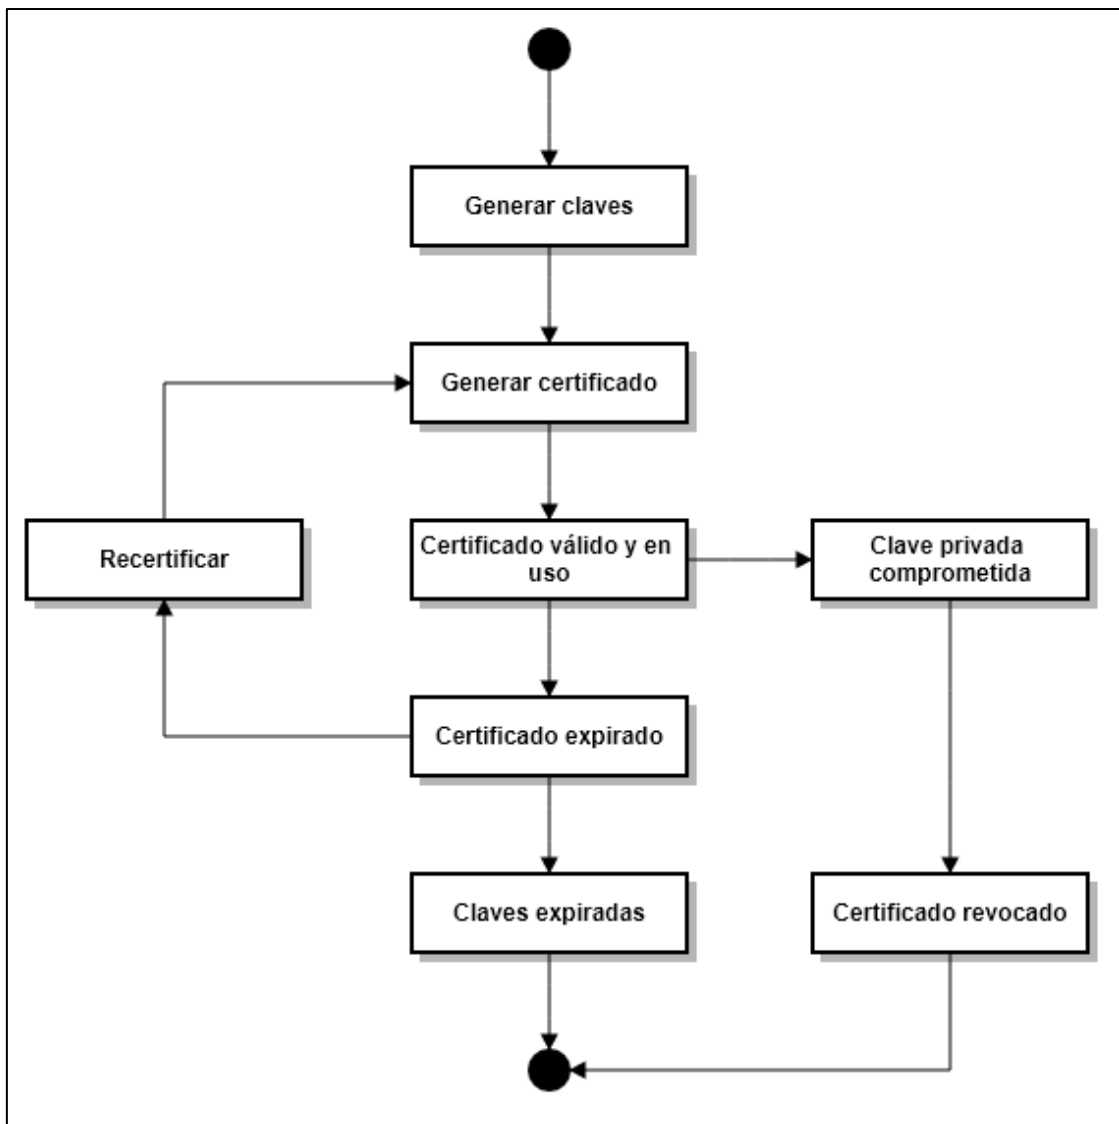 Generar claves
Generar certificado
Recertificar
Certificado válido y en
uso
Clave privada
comprometida
Certificado expirado
Claves expiradas
Certificado revocado